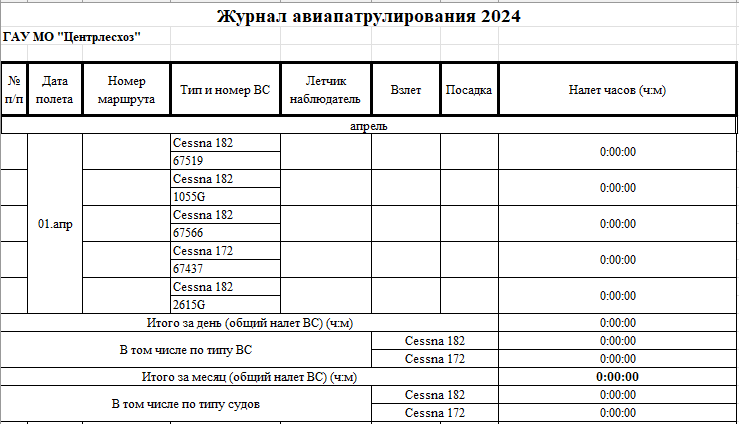 Журнал авиапатрулирования 2024
ГАУ МО "Центрлесхоз"
№ п/п Дата полета Номер маршрута Тип и номер ВС Летчик наблюдатель Взлет Посадка Налет часов (ч:м)
апрель
01.апр
Cessna 182
67519
0:00:00
Cessna 182
1055G
0:00:00
Cessna 182
67566
0:00:00
Cessna 172
67437
0:00:00
Cessna 182
2615G
0:00:00
Итого за день (общий налет ВС) (ч:м) 0:00:00
В том числе по типу ВС
Cessna 182 0:00:00
Cessna 172 0:00:00
Итого за месяц (общий налет ВС) (ч:м) 0:00:00
В том числе по типу судов
Cessna 182 0:00:00
Cessna 172 0:00:00